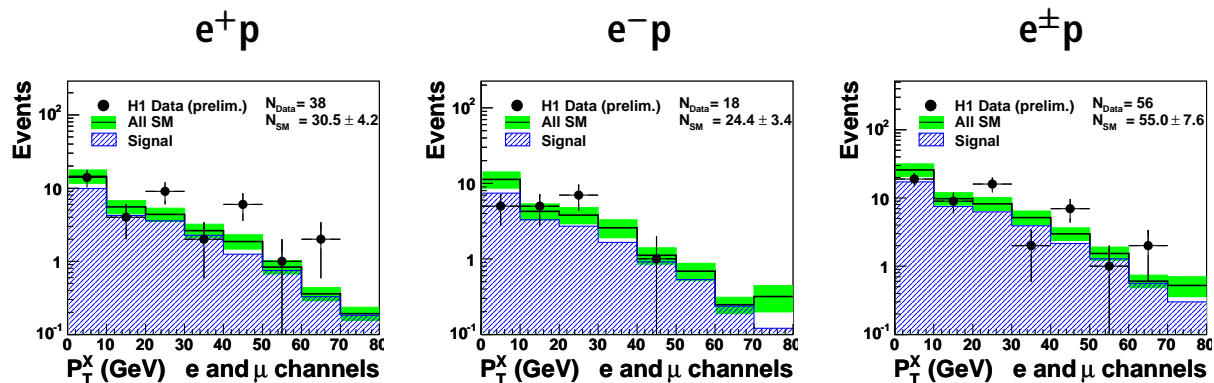 e⁺p
Events
10²
10
1
10⁻¹
H1 Data (prelim.) N_Data = 38
All SM N_SM = 30.5 ± 4.2
Signal
0 10 20 30 40 50 60 70 80
P_T^X (GeV) e and μ channels
e⁻p
Events
10²
10
1
10⁻¹
H1 Data (prelim.) N_Data = 18
All SM N_SM = 24.4 ± 3.4
Signal
0 10 20 30 40 50 60 70 80
P_T^X (GeV) e and μ channels
e±p
Events
10²
10
1
10⁻¹
H1 Data (prelim.) N_Data = 56
All SM N_SM = 55.0 ± 7.6
Signal
0 10 20 30 40 50 60 70 80
P_T^X (GeV) e and μ channels